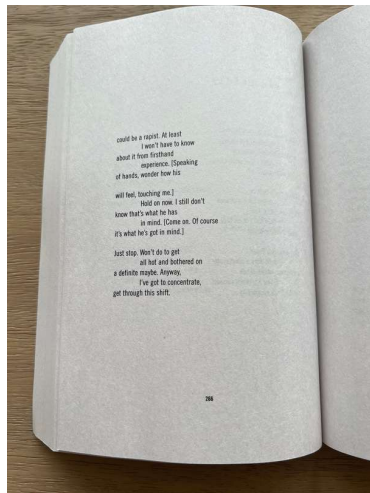 could be a rapist. At least
I won't have to know
about it from firsthand
experience. [Speaking
of hands, wonder how his
will feel, touching me.]
Hold on now. I still don't
know that's what he has
in mind. [Come on. Of course
it's what he's got in mind.]
Just stop. Won't do to get
all hot and bothered on
a definite maybe. Anyway,
I've got to concentrate,
get through this shift.
266